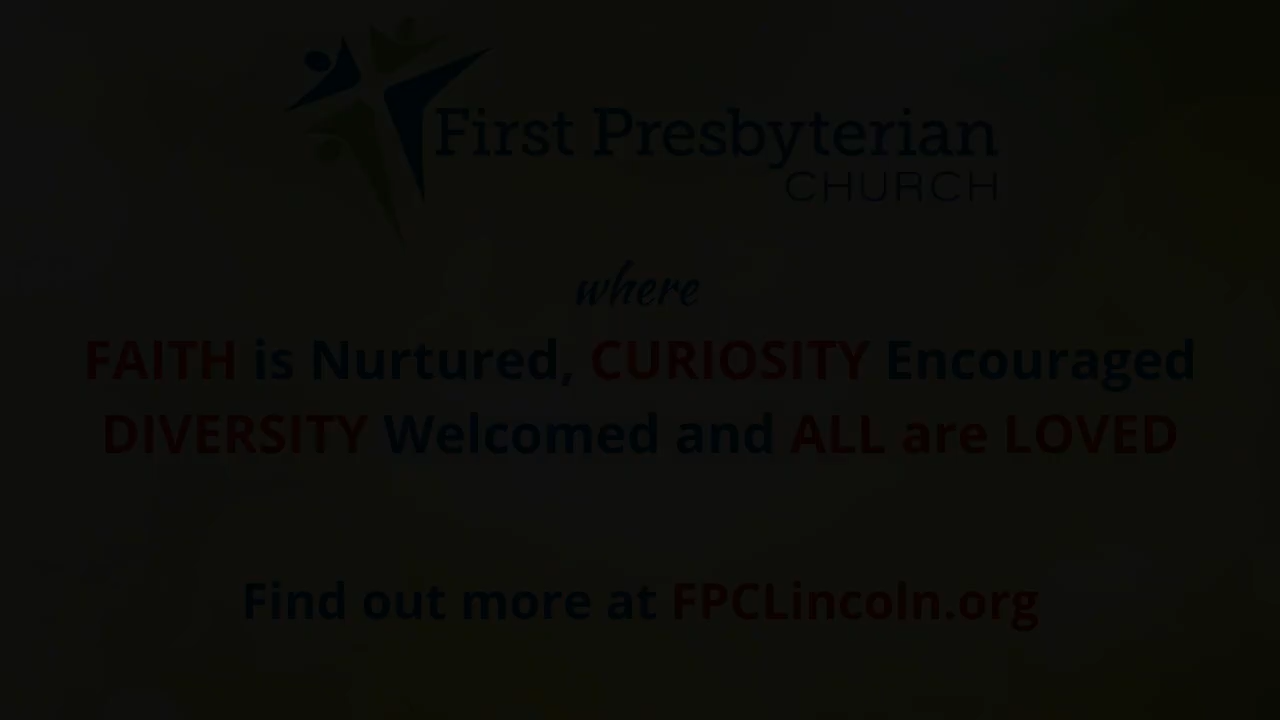 First Presbyterian
CHURCH
where
FAITH is Nurtured, CURIOSITY Encouraged
DIVERSITY Welcomed and ALL are LOVED
Find out more at FPCLincoln.org